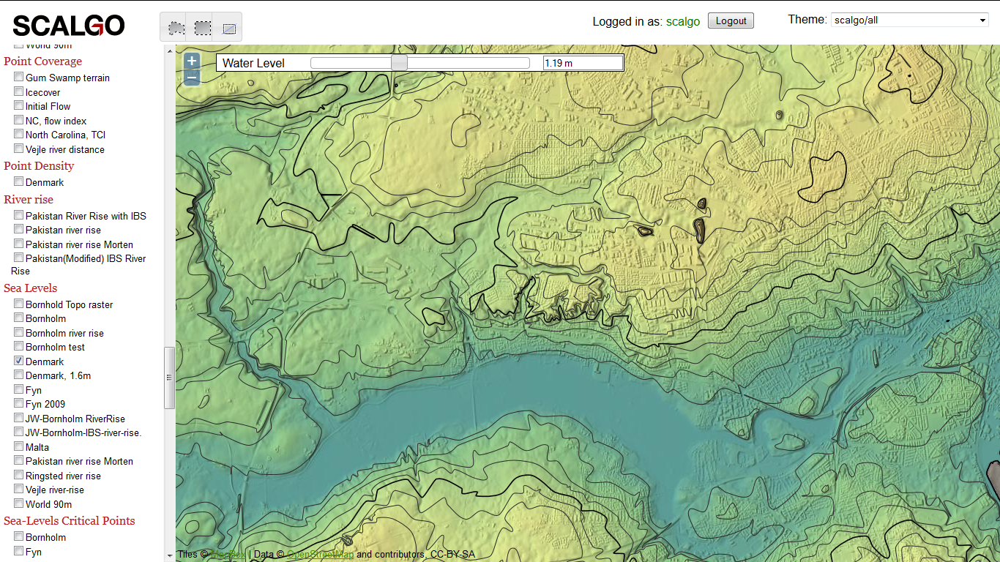 SCALGO
Logged in as: scalgo
Logout
Theme:
scalgo/all
World 90m
Point Coverage
Gum Swamp terrain
Icecover
Initial Flow
NC, flow index
North Carolina, TCI
Vejle river distance
Point Density
Denmark
River rise
Pakistan River Rise with IBS
Pakistan river rise
Pakistan river rise Morten
Pakistan(Modified) IBS River
Rise
Sea Levels
Bornhold Topo raster
Bornholm
Bornholm river rise
Bornholm test
Denmark
Denmark, 1.6m
Fyn
Fyn 2009
JW-Bornholm RiverRise
JW-Bornholm-IBS-river-rise.
Malta
Pakistan river rise Morten
Ringsted river rise
Vejle river-rise
World 90m
Sea-Levels Critical Points
Bornholm
Fyn
+
−
Water Level
1.19 m
Tiles © MapBox | Data © OpenStreetMap and contributors, CC-BY-SA